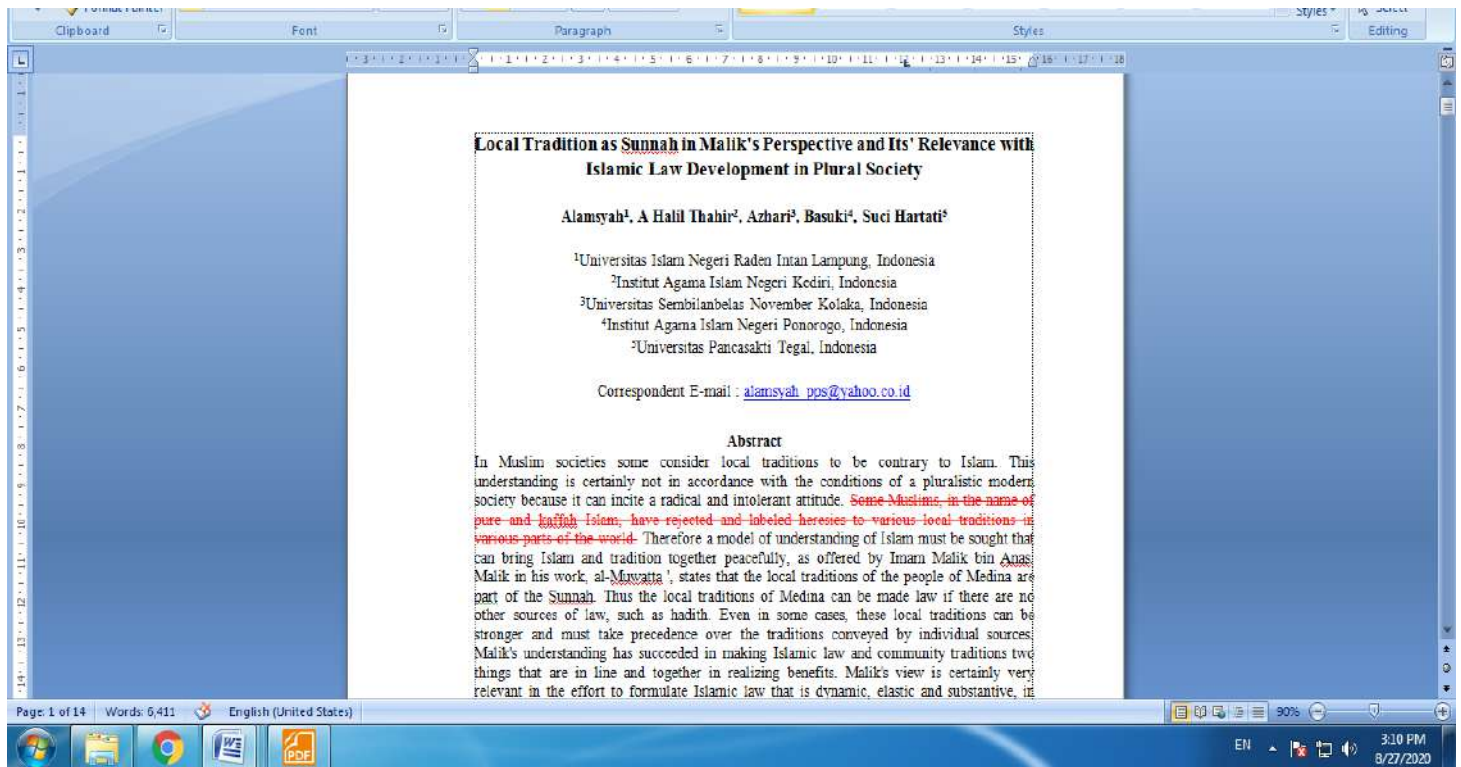 Format Painter
Styles
Select
Clipboard
Font
Paragraph
Styles
Editing
Local Tradition as Sunnah in Malik's Perspective and Its' Relevance with
Islamic Law Development in Plural Society
Alamsyah¹, A Halil Thahir², Azhari³, Basuki⁴, Suci Hartati⁵
¹Universitas Islam Negeri Raden Intan Lampung, Indonesia
²Institut Agama Islam Negeri Kediri, Indonesia
³Universitas Sembilanbelas November Kolaka, Indonesia
⁴Institut Agama Islam Negeri Ponorogo, Indonesia
⁵Universitas Pancasakti Tegal, Indonesia
Correspondent E-mail : alamsyah_pps@yahoo.co.id
Abstract
In Muslim societies some consider local traditions to be contrary to Islam. This
understanding is certainly not in accordance with the conditions of a pluralistic modern
society because it can incite a radical and intolerant attitude. Some Muslims, in the name of
pure and kaffah Islam, have rejected and labeled heresies to various local traditions in
various parts of the world. Therefore a model of understanding of Islam must be sought that
can bring Islam and tradition together peacefully, as offered by Imam Malik bin Anas.
Malik in his work, al-Muwatta ', states that the local traditions of the people of Medina are
part of the Sunnah. Thus the local traditions of Medina can be made law if there are no
other sources of law, such as hadith. Even in some cases, these local traditions can be
stronger and must take precedence over the traditions conveyed by individual sources.
Malik's understanding has succeeded in making Islamic law and community traditions two
things that are in line and together in realizing benefits. Malik's view is certainly very
relevant in the effort to formulate Islamic law that is dynamic, elastic and substantive, in
Page: 1 of 14 Words: 6,411 English (United States) 90%
PDF
EN
3:10 PM
8/27/2020